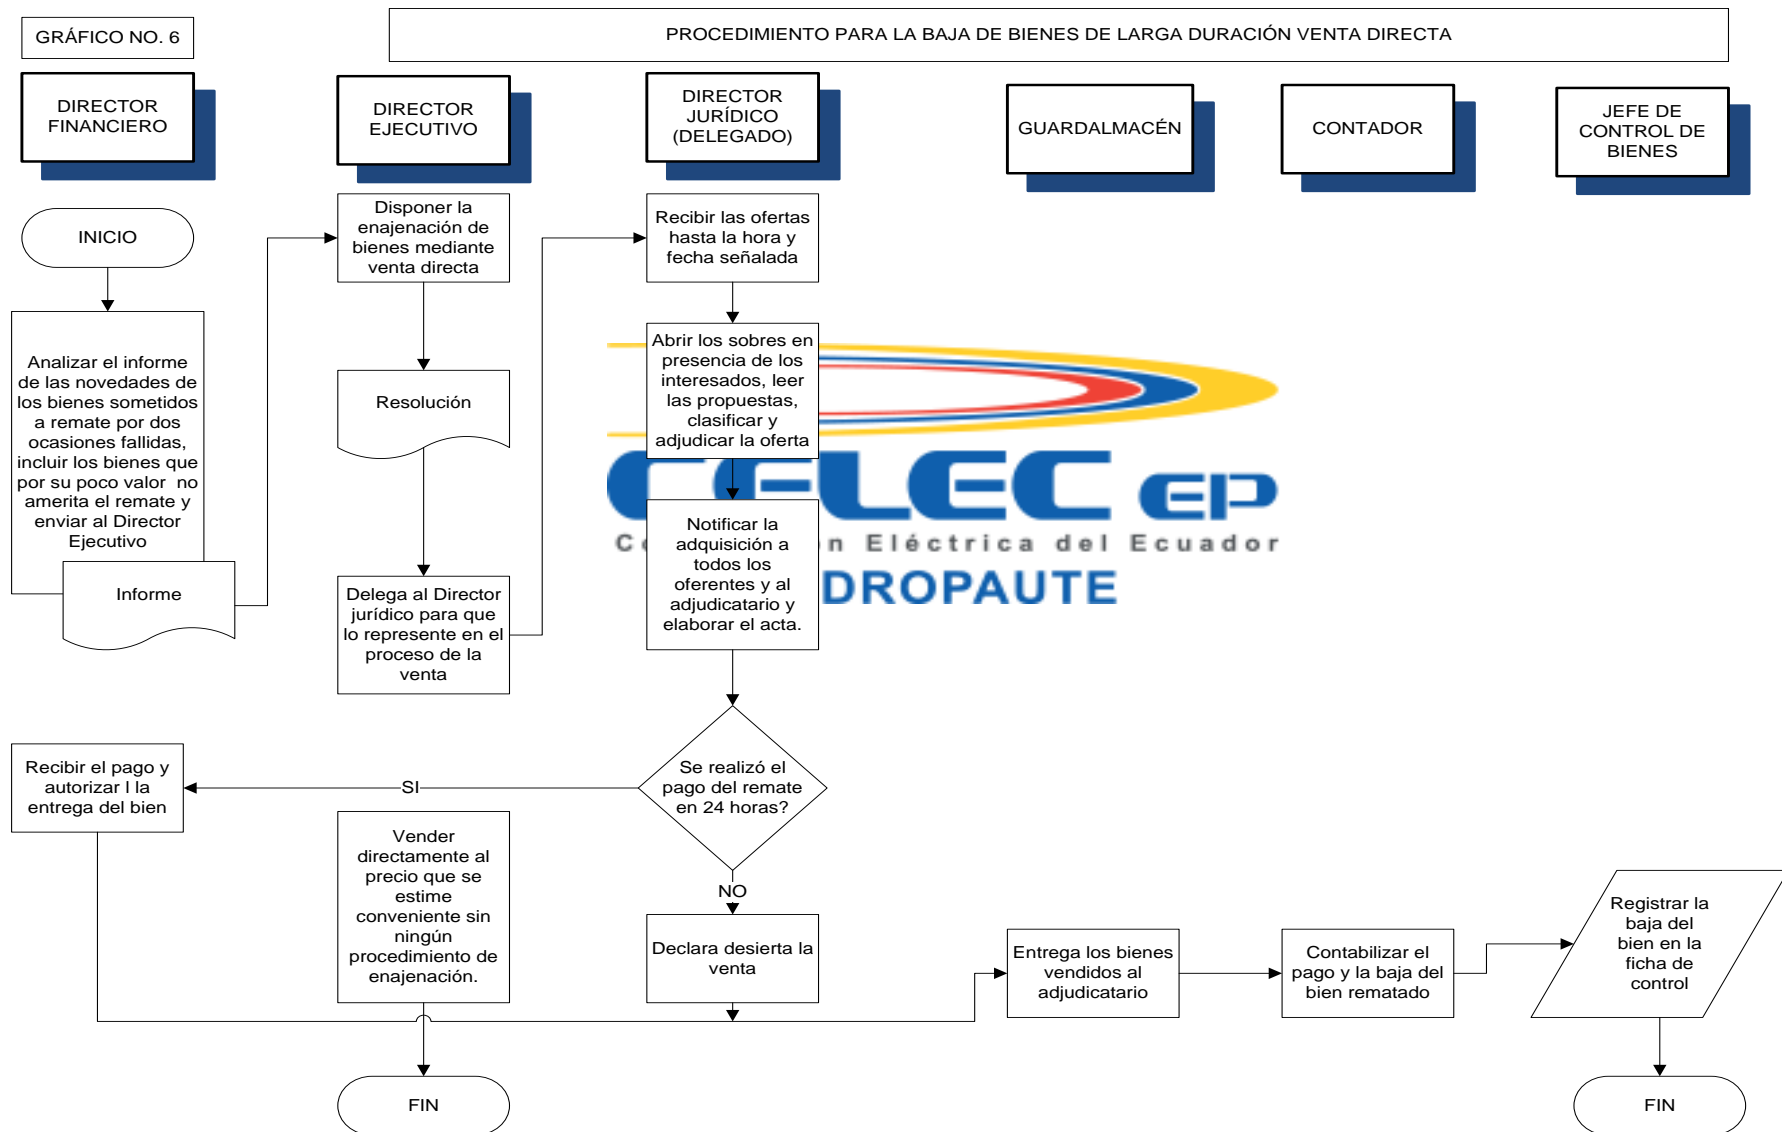 GRÁFICO NO. 6
PROCEDIMIENTO PARA LA BAJA DE BIENES DE LARGA DURACIÓN VENTA DIRECTA
DIRECTOR
FINANCIERO
DIRECTOR
EJECUTIVO
DIRECTOR
JURÍDICO
(DELEGADO)
GUARDALMACÉN
CONTADOR
JEFE DE
CONTROL DE
BIENES
INICIO
Analizar el informe
de las novedades de
los bienes sometidos
a remate por dos
ocasiones fallidas,
incluir los bienes que
por su poco valor no
amerita el remate y
enviar al Director
Ejecutivo
Informe
Disponer la
enajenación de
bienes mediante
venta directa
Resolución
Delega al Director
jurídico para que
lo represente en el
proceso de la
venta
Recibir las ofertas
hasta la hora y
fecha señalada
Abrir los sobres en
presencia de los
interesados, leer
las propuestas,
clasificar y
adjudicar la oferta
Notificar la
adquisición a
todos los
oferentes y al
adjudicatario y
elaborar el acta.
CELEC EP
Eléctrica del Ecuador
DROPAUTE
Se realizó el
pago del remate
en 24 horas?
SI
NO
Recibir el pago y
autorizar l la
entrega del bien
Vender
directamente al
precio que se
estime
conveniente sin
ningún
procedimiento de
enajenación.
Declara desierta la
venta
Entrega los bienes
vendidos al
adjudicatario
Contabilizar el
pago y la baja del
bien rematado
Registrar la
baja del
bien en la
ficha de
control
FIN
FIN